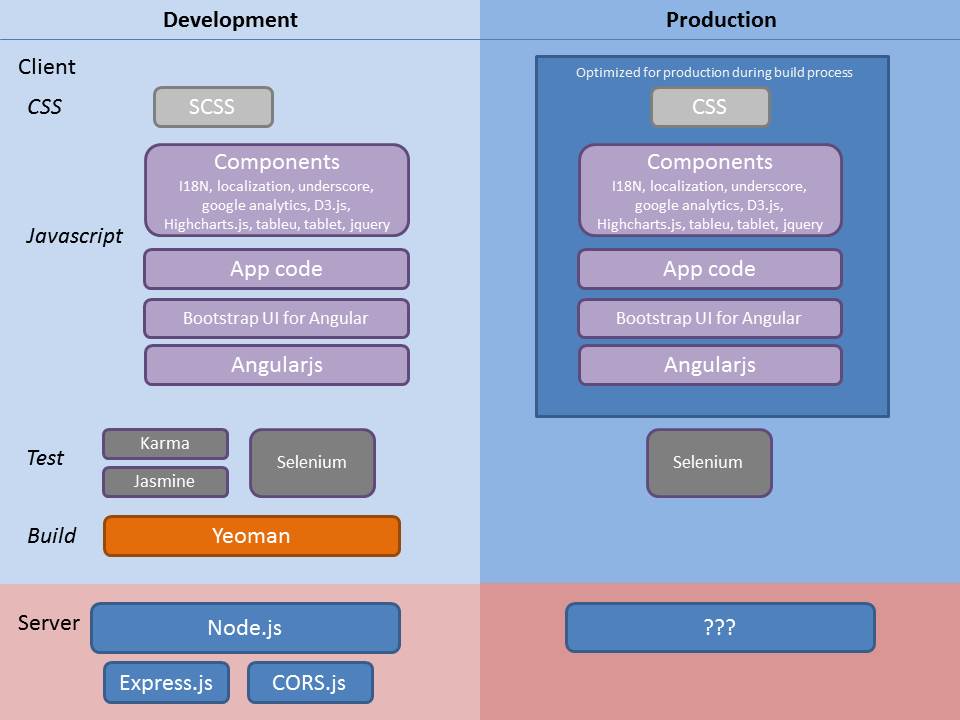 Development
Production
Client
Optimized for production during build process
CSS
SCSS
CSS
Components
I18N, localization, underscore,
google analytics, D3.js,
Highcharts.js, tableu, tablet, jquery
Components
I18N, localization, underscore,
google analytics, D3.js,
Highcharts.js, tableu, tablet, jquery
Javascript
App code
App code
Bootstrap UI for Angular
Bootstrap UI for Angular
Angularjs
Angularjs
Test
Karma
Jasmine
Selenium
Selenium
Build
Yeoman
Server
Node.js
???
Express.js
CORS.js